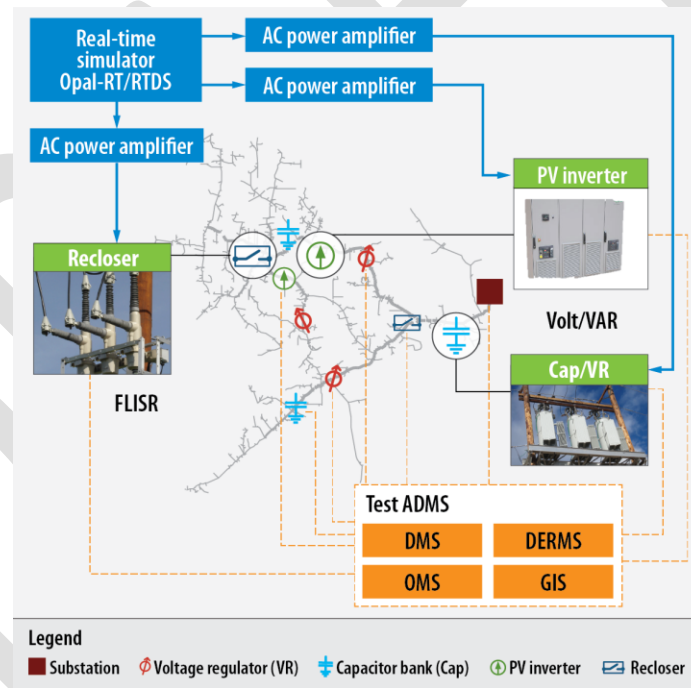 Real-time
simulator
Opal-RT/RTDS
AC power amplifier
AC power amplifier
AC power amplifier
PV inverter
Recloser
Volt/VAR
Cap/VR
FLISR
Test ADMS
DMS
DERMS
OMS
GIS
Legend
Substation
Voltage regulator (VR)
Capacitor bank (Cap)
PV inverter
Recloser